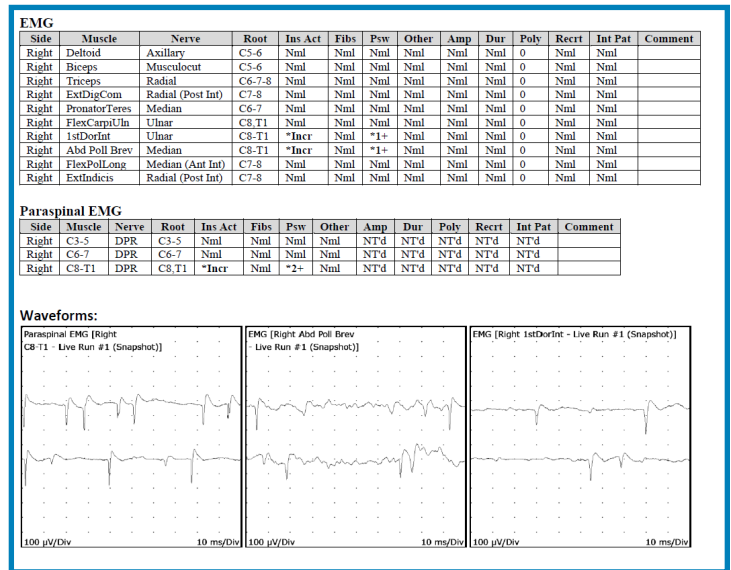 EMG
Side Muscle Nerve Root Ins Act Fibs Psw Other Amp Dur Poly Recrt Int Pat Comment
Right Deltoid Axillary C5-6 Nml Nml Nml Nml Nml Nml 0 Nml Nml
Right Biceps Musculocut C5-6 Nml Nml Nml Nml Nml Nml 0 Nml Nml
Right Triceps Radial C6-7-8 Nml Nml Nml Nml Nml Nml 0 Nml Nml
Right ExtDigCom Radial (Post Int) C7-8 Nml Nml Nml Nml Nml Nml 0 Nml Nml
Right PronatorTeres Median C6-7 Nml Nml Nml Nml Nml Nml 0 Nml Nml
Right FlexCarpiUln Ulnar C8,T1 Nml Nml Nml Nml Nml Nml 0 Nml Nml
Right 1stDorInt Ulnar C8-T1 *Incr Nml *1+ Nml Nml Nml 0 Nml Nml
Right Abd Poll Brev Median C8-T1 *Incr Nml *1+ Nml Nml Nml 0 Nml Nml
Right FlexPolLong Median (Ant Int) C7-8 Nml Nml Nml Nml Nml Nml 0 Nml Nml
Right ExtIndicis Radial (Post Int) C7-8 Nml Nml Nml Nml Nml Nml 0 Nml Nml
Paraspinal EMG
Side Muscle Nerve Root Ins Act Fibs Psw Other Amp Dur Poly Recrt Int Pat Comment
Right C3-5 DPR C3-5 Nml Nml Nml Nml NT'd NT'd NT'd NT'd NT'd
Right C6-7 DPR C6-7 Nml Nml Nml Nml NT'd NT'd NT'd NT'd NT'd
Right C8-T1 DPR C8,T1 *Incr Nml *2+ Nml NT'd NT'd NT'd NT'd NT'd
Waveforms:
Paraspinal EMG [Right
C8-T1 - Live Run #1 (Snapshot)]
100 µV/Div 10 ms/Div
EMG [Right Abd Poll Brev
- Live Run #1 (Snapshot)]
100 µV/Div 10 ms/Div
EMG [Right 1stDorInt - Live Run #1 (Snapshot)]
100 µV/Div 10 ms/Div